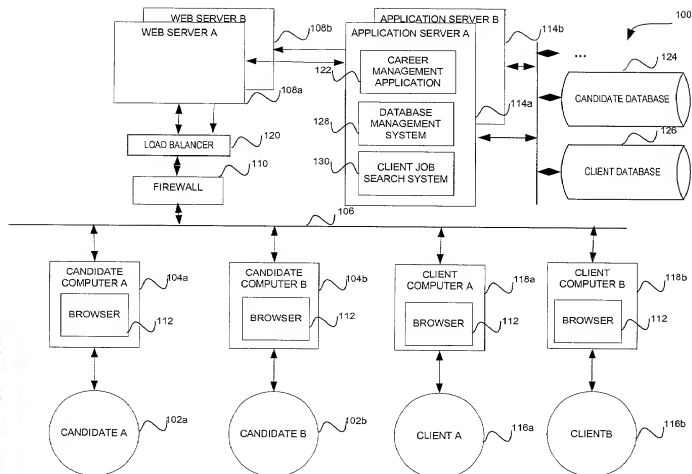 100
WEB SERVER B
WEB SERVER A
108b
108a
APPLICATION SERVER B
APPLICATION SERVER A
114b
114a
122
CAREER
MANAGEMENT
APPLICATION
128
DATABASE
MANAGEMENT
SYSTEM
130
CLIENT JOB
SEARCH SYSTEM
...
124
CANDIDATE DATABASE
126
CLIENT DATABASE
LOAD BALANCER
120
110
FIREWALL
106
CANDIDATE
COMPUTER A
104a
BROWSER
112
CANDIDATE
COMPUTER B
104b
BROWSER
112
CLIENT
COMPUTER A
118a
BROWSER
112
CLIENT
COMPUTER B
118b
BROWSER
112
CANDIDATE A
102a
CANDIDATE B
102b
CLIENT A
116a
CLIENTB
116b